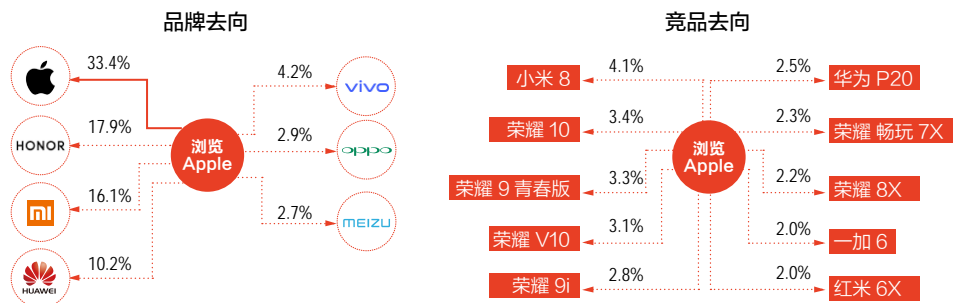 品牌去向
33.4%
HONOR
17.9%
mi
16.1%
HUAWEI
10.2%
浏览
Apple
4.2%
vivo
2.9%
oppo
2.7%
MEIZU
竞品去向
小米 8
4.1%
荣耀 10
3.4%
荣耀 9 青春版
3.3%
荣耀 V10
3.1%
荣耀 9i
2.8%
浏览
Apple
2.5%
华为 P20
2.3%
荣耀 畅玩 7X
2.2%
荣耀 8X
2.0%
一加 6
2.0%
红米 6X